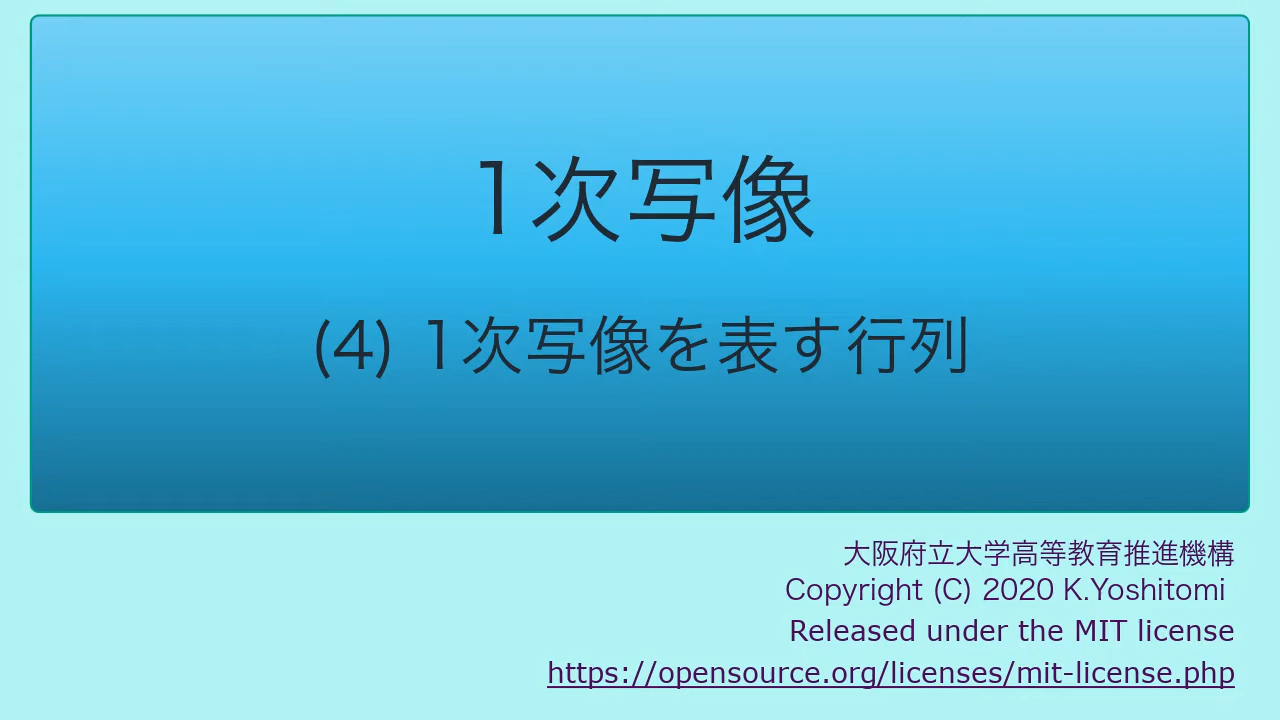 1次写像
(4) 1次写像を表す行列
大阪府立大学高等教育推進機構
Copyright (C) 2020 K.Yoshitomi
Released under the MIT license
https://opensource.org/licenses/mit-license.php